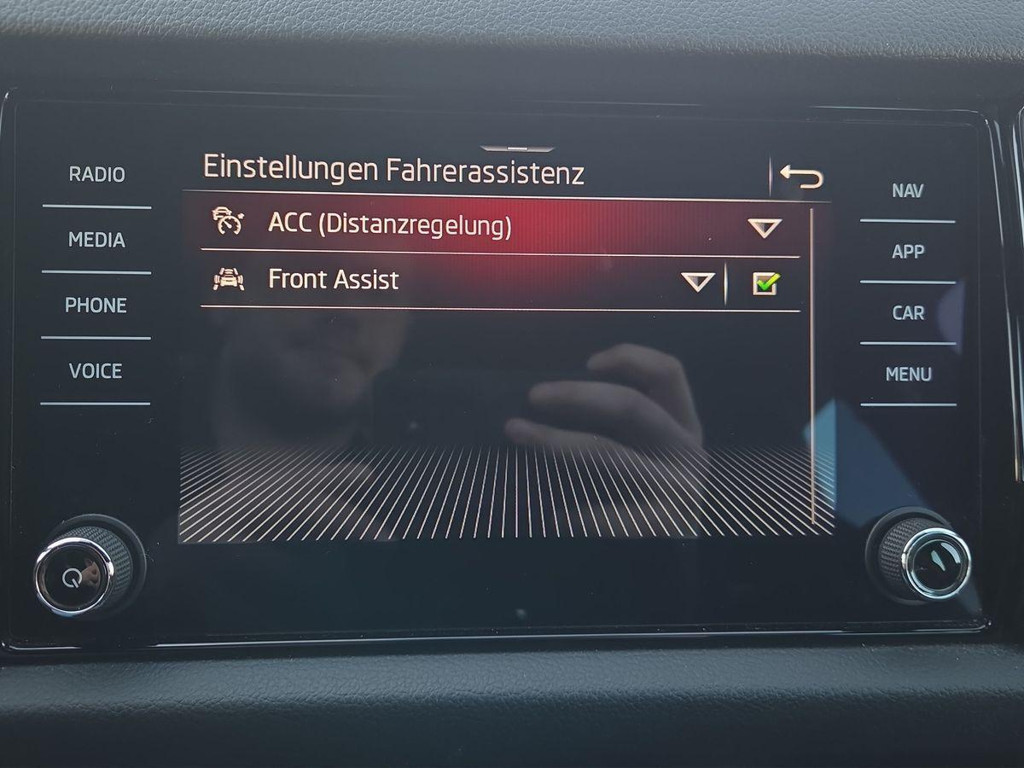 Einstellungen Fahrerassistenz
ACC (Distanzregelung)
Front Assist
RADIO
MEDIA
PHONE
VOICE
NAV
APP
CAR
MENU